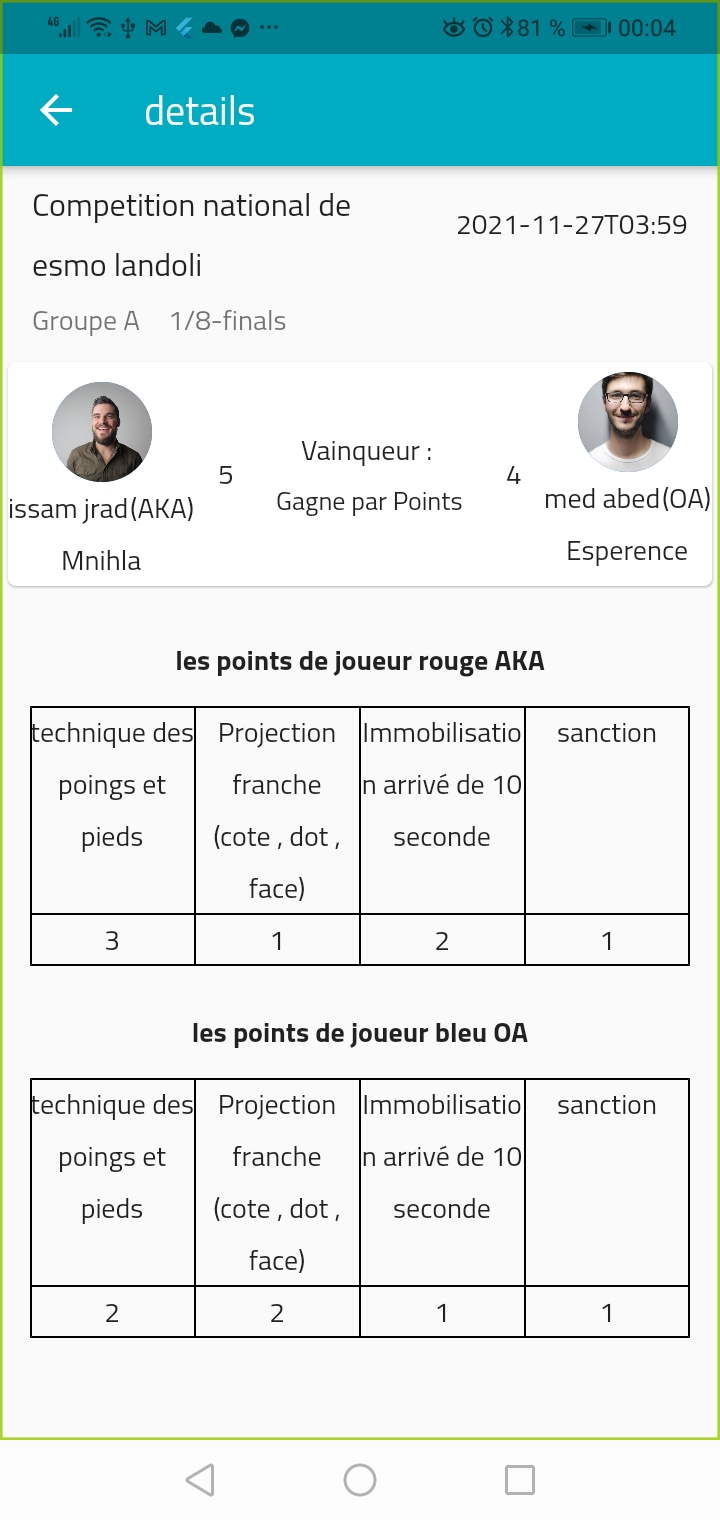 4G 81 % 00:04
details
Competition national de
esmo landoli
2021-11-27T03:59
Groupe A 1/8-finals
issam jrad(AKA)
Mnihla
5
Vainqueur :
Gagne par Points
4
med abed(OA)
Esperence
les points de joueur rouge AKA
technique des
poings et
pieds
Projection
franche
(cote , dot ,
face)
Immobilisatio
n arrivé de 10
seconde
sanction
3 1 2 1
les points de joueur bleu OA
technique des
poings et
pieds
Projection
franche
(cote , dot ,
face)
Immobilisatio
n arrivé de 10
seconde
sanction
2 2 1 1